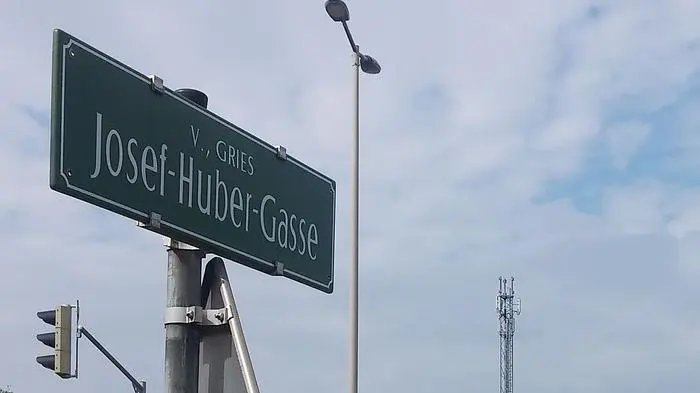 V., GRIES
Josef-Huber-Gasse